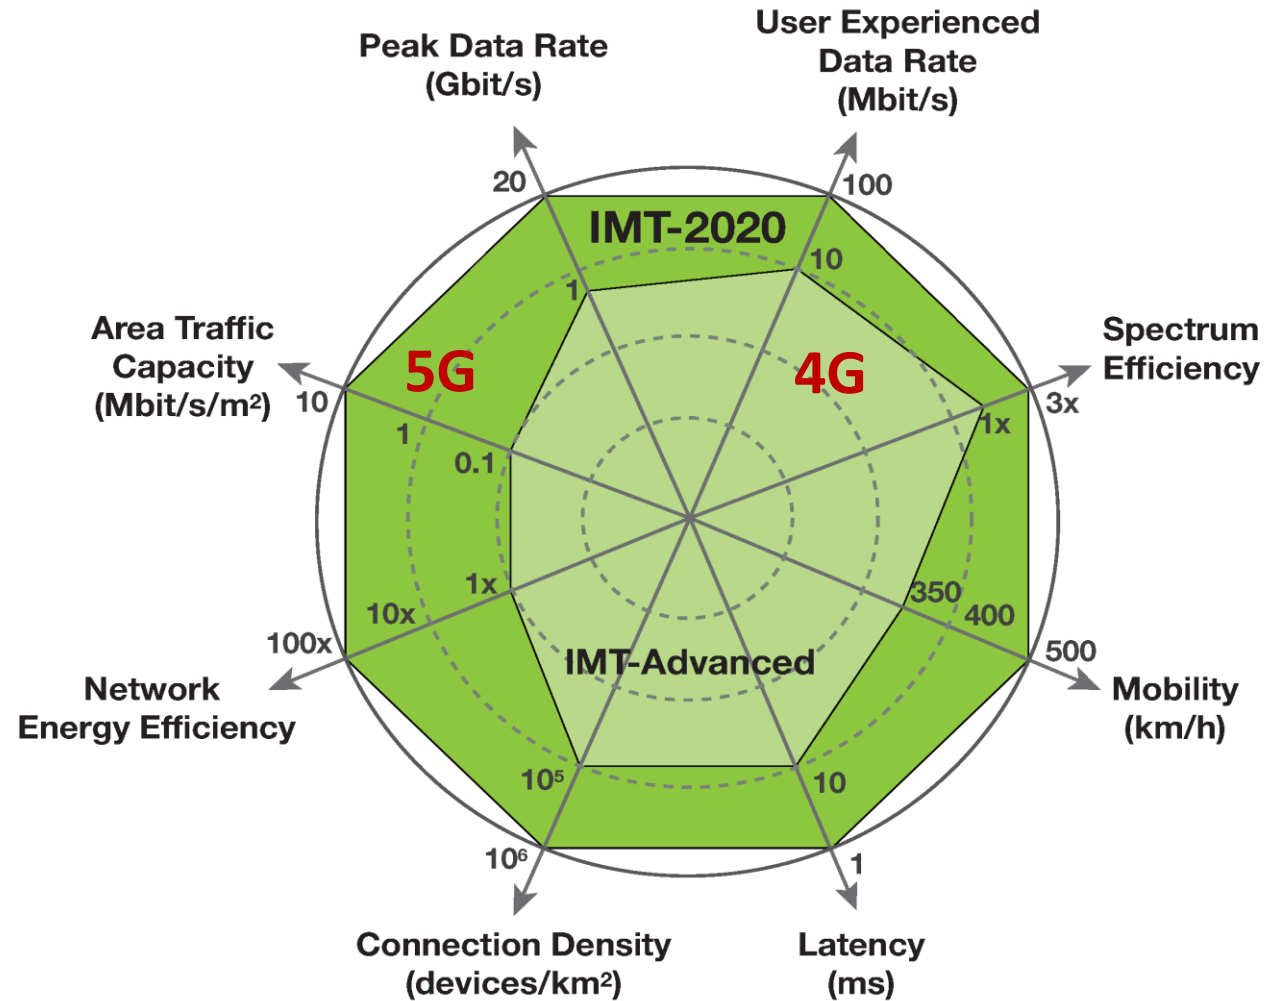 Peak Data Rate
(Gbit/s)
User Experienced
Data Rate
(Mbit/s)
20
100
IMT-2020
10
1
Area Traffic
Capacity
(Mbit/s/m²)
10
1
0.1
5G
4G
Spectrum
Efficiency
3x
1x
1x
10x
100x
Network
Energy Efficiency
350
400
500
Mobility
(km/h)
IMT-Advanced
10⁵
10⁶
10
1
Connection Density
(devices/km²)
Latency
(ms)